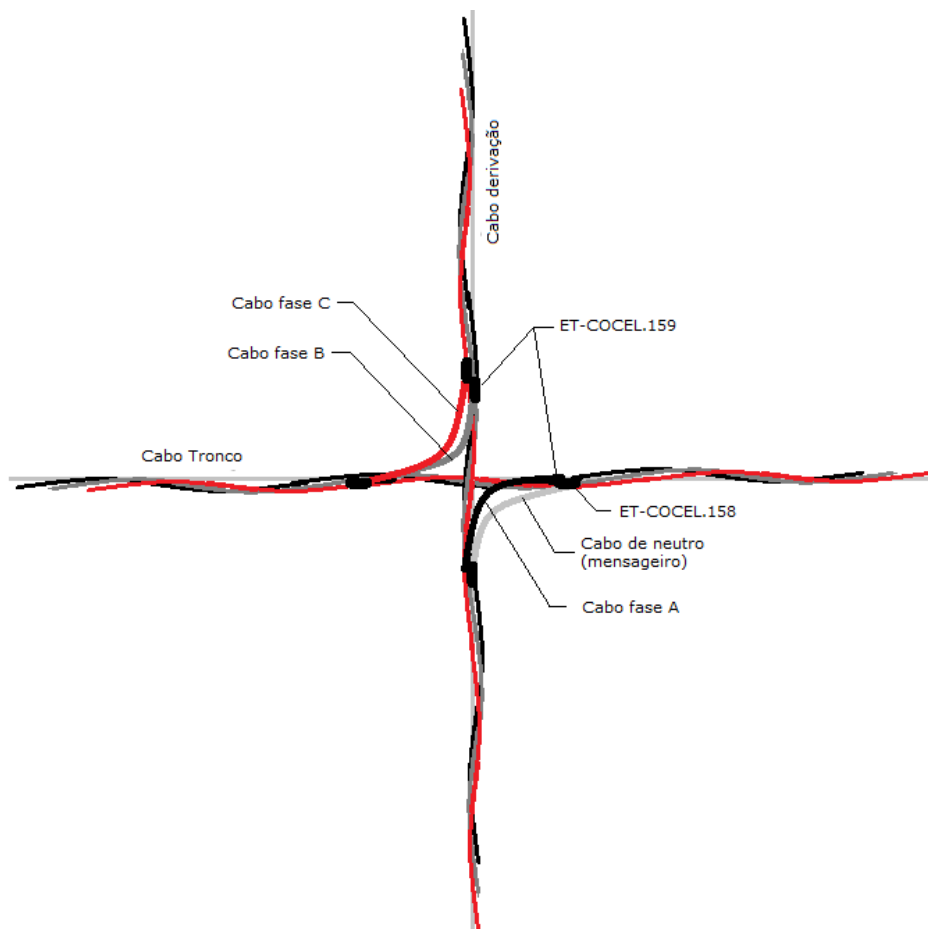 Cabo derivação
Cabo fase C
ET-COCEL.159
Cabo fase B
Cabo Tronco
ET-COCEL.158
Cabo de neutro
(mensageiro)
Cabo fase A